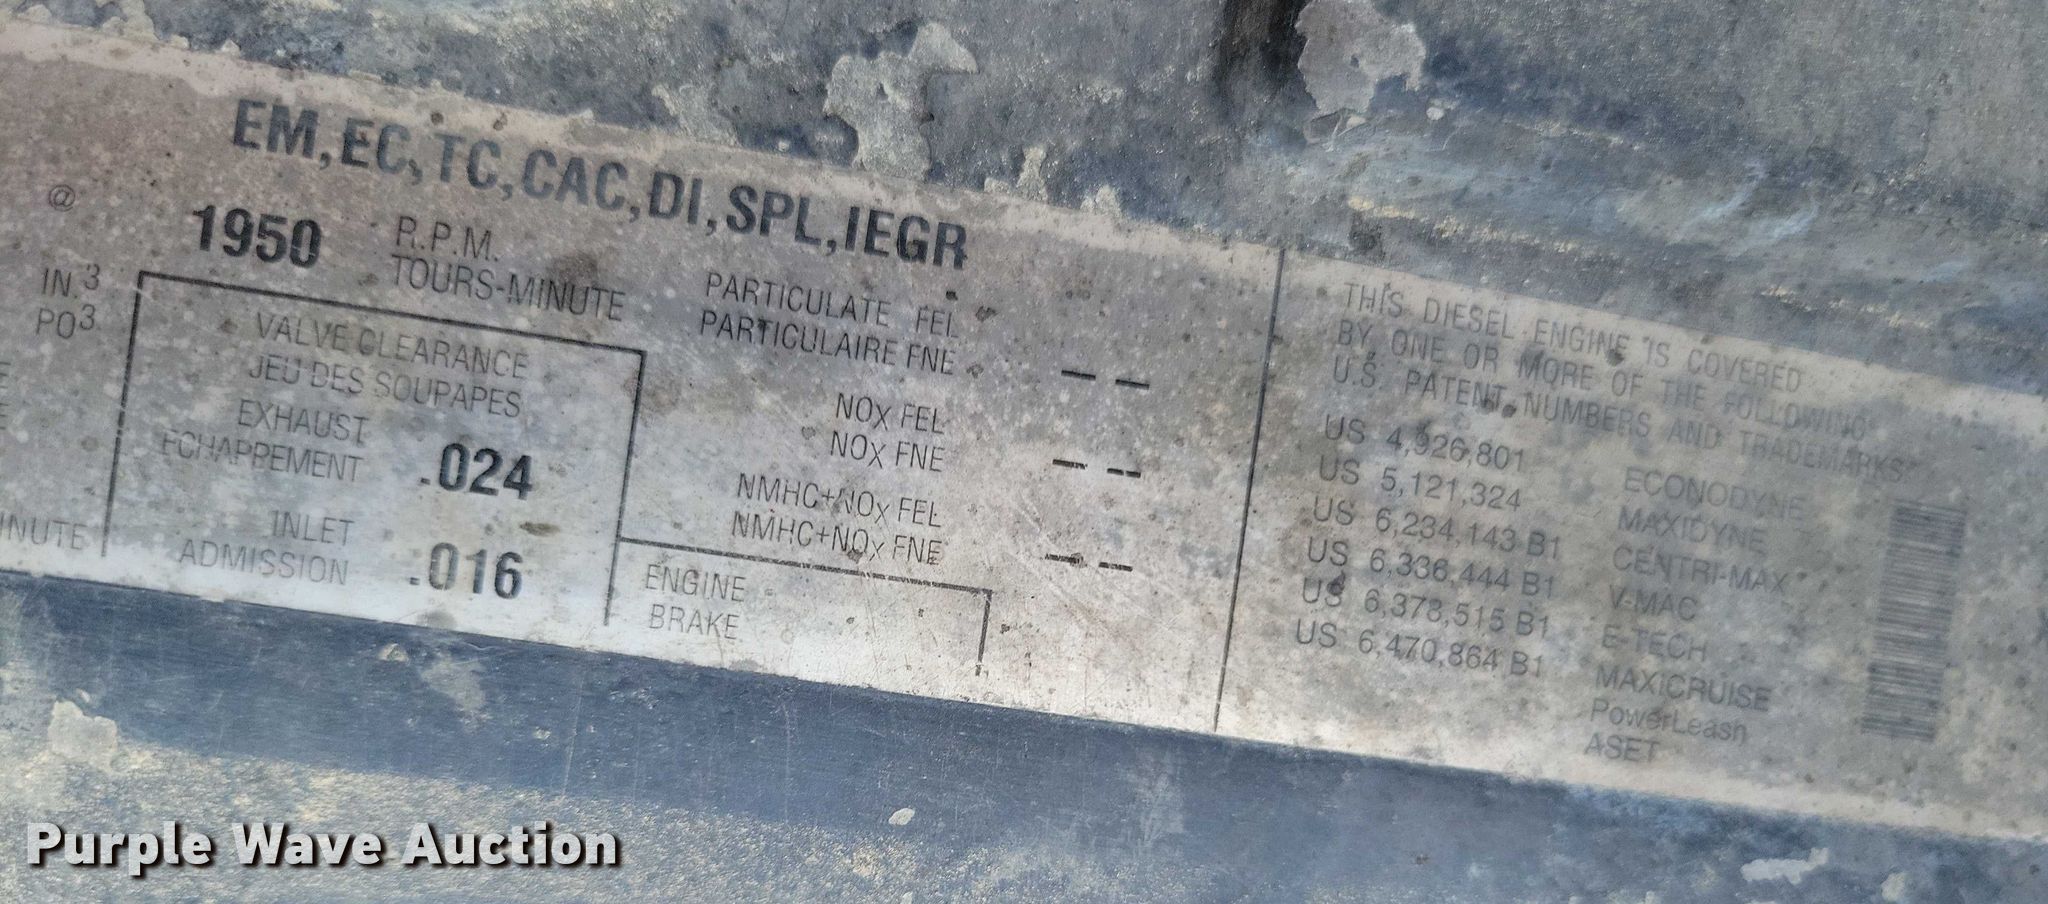 EM,EC,TC,CAC,DI,SPL,IEGR
@ 1950 R.P.M.
TOURS-MINUTE
IN.3
PO3
VALVE CLEARANCE
JEU DES SOUPAPES
EXHAUST
ECHAPPEMENT .024
INLET
ADMISSION .016
PARTICULATE FEL
PARTICULAIRE FNE -- --
NOX FEL
NOX FNE -- --
NMHC+NOX FEL
NMHC+NOX FNE -- --
ENGINE
BRAKE
THIS DIESEL ENGINE IS COVERED
BY ONE OR MORE OF THE FOLLOWING
U.S. PATENT NUMBERS AND TRADEMARKS
US 4,926,801
US 5,121,324
US 6,234,143 B1
US 6,336,444 B1
US 6,373,515 B1
US 6,470,864 B1
ECONODYNE
MAXIDYNE
CENTRI-MAX
V-MAC
E-TECH
MAXICRUISE
PowerLeash
ASET
Purple Wave Auction